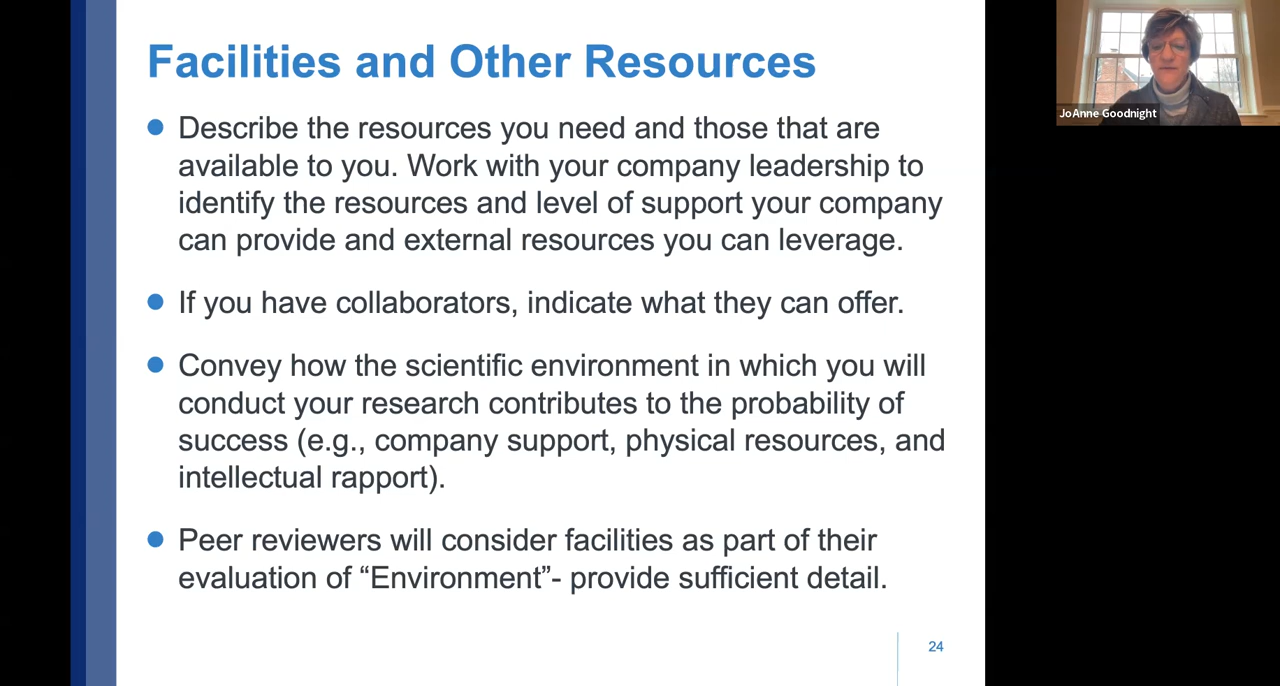 Facilities and Other Resources
Describe the resources you need and those that are
available to you. Work with your company leadership to
identify the resources and level of support your company
can provide and external resources you can leverage.
If you have collaborators, indicate what they can offer.
Convey how the scientific environment in which you will
conduct your research contributes to the probability of
success (e.g., company support, physical resources, and
intellectual rapport).
Peer reviewers will consider facilities as part of their
evaluation of “Environment”- provide sufficient detail.
24
JoAnne Goodnight